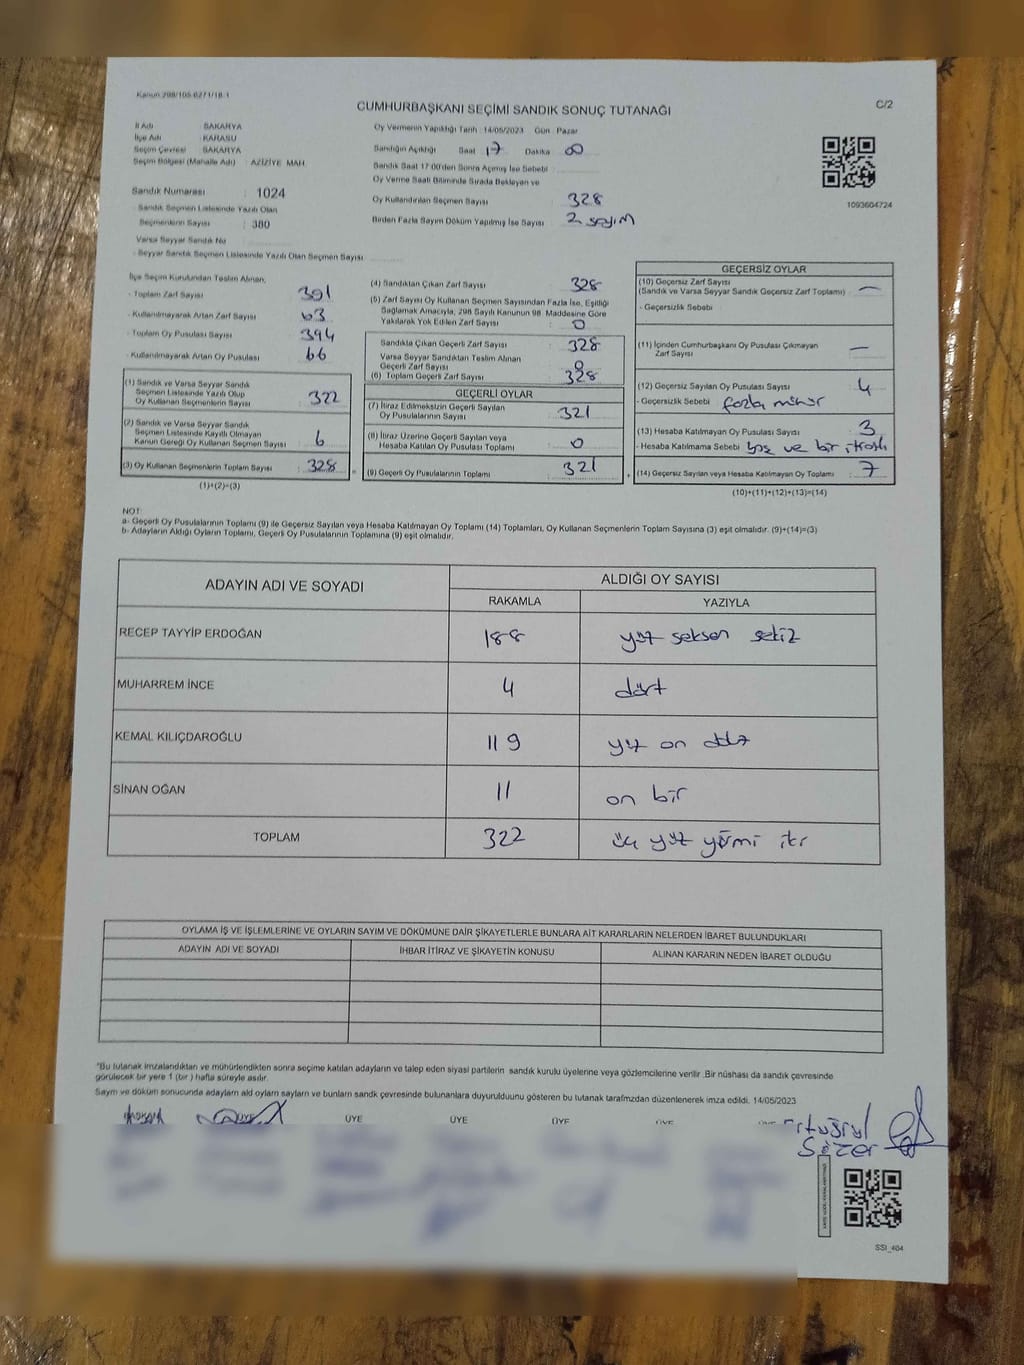 Kanun 298/105-6271/18-1
CUMHURBAŞKANI SEÇİMİ SANDIK SONUÇ TUTANAĞI
C/2
İl Adı : SAKARYA
İlçe Adı : KARASU
Seçim Çevresi : SAKARYA
Seçim Bölgesi (Mahalle Adı) : AZİZİYE MAH.
Sandık Numarası : 1024
- Sandık Seçmen Listesinde Yazılı Olan
Seçmenlerin Sayısı : 380
Varsa Seyyar Sandık No
- Seyyar Sandık Seçmen Listesinde Yazılı Olan Seçmen Sayısı
Oy Vermenin Yapıldığı Tarih : 14/05/2023 Gün Pazar
Sandığın Açıldığı Saat 17 Dakika 00
Sandık Saat 17:00'den Sonra Açılmış İse Sebebi
Oy Verme Saati Bitiminde Sırada Bekleyen ve
Oy Kullandırılan Seçmen Sayısı 328
Birden Fazla Sayım Döküm Yapılmış İse Sayısı 2 sayım
1093604724
İlçe Seçim Kurulundan Teslim Alınan;
- Toplam Zarf Sayısı : 391
- Kullanılmayarak Artan Zarf Sayısı : 63
- Toplam Oy Pusulası Sayısı : 394
- Kullanılmayarak Artan Oy Pusulası : 66
(1) Sandık ve Varsa Seyyar Sandık
Seçmen Listesinde Yazılı Olup
Oy Kullanan Seçmenlerin Sayısı : 322
(2) Sandık ve Varsa Seyyar Sandık
Seçmen Listesinde Kayıtlı Olmayan
Kanun Gereği Oy Kullanan Seçmen Sayısı : 6
(3) Oy Kullanan Seçmenlerin Toplam Sayısı : 328
(1)+(2)=(3)
(4) Sandıktan Çıkan Zarf Sayısı 328
(5) Zarf Sayısı Oy Kullanan Seçmen Sayısından Fazla İse, Eşitliği
Sağlamak Amacıyla, 298 Sayılı Kanunun 98. Maddesine Göre
Yakılarak Yok Edilen Zarf Sayısı : 0
Sandıkta Çıkan Geçerli Zarf Sayısı : 328
Varsa Seyyar Sandıktan Teslim Alınan
Geçerli Zarf Sayısı : 0
(6) Toplam Geçerli Zarf Sayısı : 328
GEÇERLİ OYLAR
(7) İtiraz Edilmeksizin Geçerli Sayılan
Oy Pusulalarının Sayısı : 321
(8) İtiraz Üzerine Geçerli Sayılan veya
Hesaba Katılan Oy Pusulası Toplamı : 0
(9) Geçerli Oy Pusulalarının Toplamı : 321
GEÇERSİZ OYLAR
(10) Geçersiz Zarf Sayısı
(Sandık ve Varsa Seyyar Sandık Geçersiz Zarf Toplamı) : —
- Geçersizlik Sebebi
(11) İçinden Cumhurbaşkanı Oy Pusulası Çıkmayan
Zarf Sayısı —
(12) Geçersiz Sayılan Oy Pusulası Sayısı : 4
- Geçersizlik Sebebi fazla mühür
(13) Hesaba Katılmayan Oy Pusulası Sayısı : 3
- Hesaba Katılmama Sebebi boş ve bir
(14) Geçersiz Sayılan veya Hesaba Katılmayan Oy Toplamı : 7
(10)+(11)+(12)+(13)=(14)
NOT:
a- Geçerli Oy Pusulalarının Toplamı (9) ile Geçersiz Sayılan veya Hesaba Katılmayan Oy Toplamı (14) Toplamları, Oy Kullanan Seçmenlerin Toplam Sayısına (3) eşit olmalıdır. (9)+(14)=(3)
b- Adayların Aldığı Oyların Toplamı, Geçerli Oy Pusulalarının Toplamına (9) eşit olmalıdır.
ADAYIN ADI VE SOYADI
ALDIĞI OY SAYISI
RAKAMLA YAZIYLA
RECEP TAYYİP ERDOĞAN 188 yüz seksen sekiz
MUHARREM İNCE 4 dört
KEMAL KILIÇDAROĞLU 119 yüz on dokuz
SİNAN OĞAN 11 on bir
TOPLAM 322 üç yüz yirmi iki
OYLAMA İŞ VE İŞLEMLERİNE VE OYLARIN SAYIM VE DÖKÜMÜNE DAİR ŞİKAYETLERLE BUNLARA AİT KARARLARIN NELERDEN İBARET BULUNDUKLARI
ADAYIN ADI VE SOYADI İHBAR İTİRAZ VE ŞİKAYETİN KONUSU ALINAN KARARIN NEDEN İBARET OLDUĞU
*Bu tutanak imzalandıktan ve mühürlendikten sonra seçime katılan adayların ve talep eden siyasi partilerin sandık kurulu üyelerine veya gözlemcilerine verilir. Bir nüshası da sandık çevresinde
görülecek bir yere 1 (bir) hafta süreyle asılır.
Sayım ve döküm sonucunda adayların aldı oyların sayıları ve bunların sandık çevresinde bulunanlara duyurulduunu gösteren bu tutanak tarafımızdan düzenlenerek imza edildi. 14/05/2023
BAŞKAN ÜYE ÜYE ÜYE ÜYE ÜYE
Sözer
SSI_404